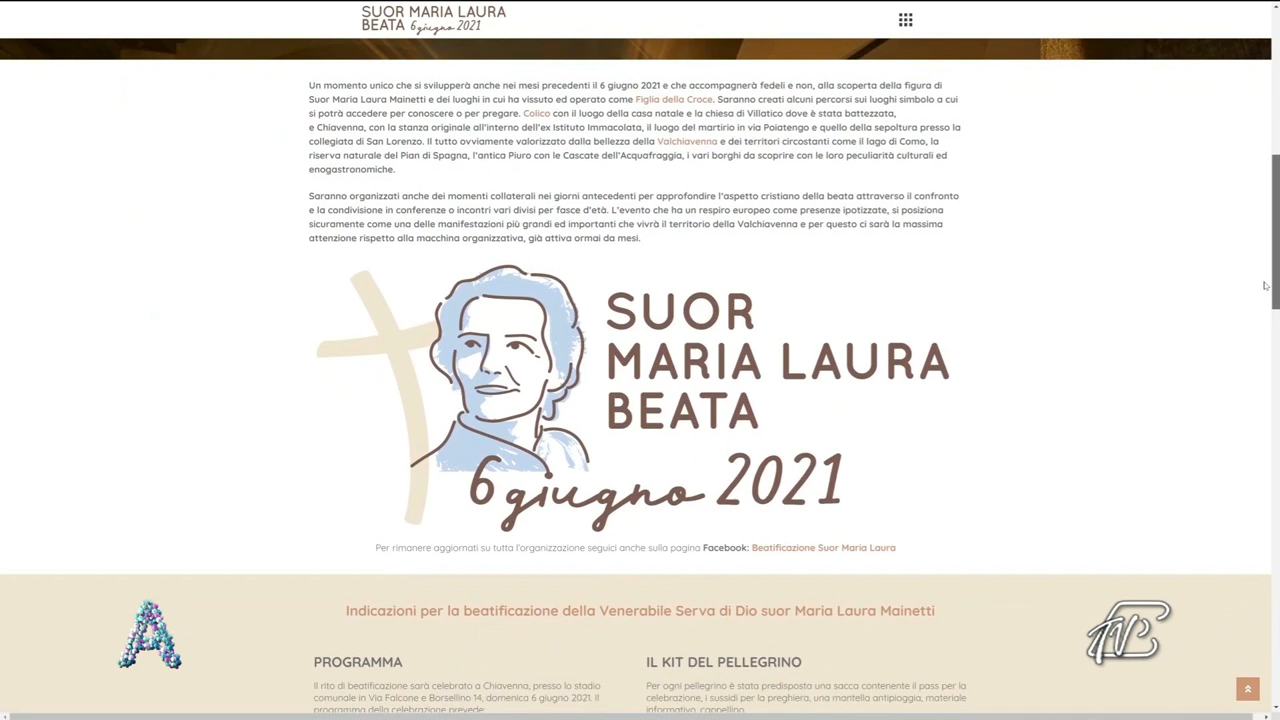 SUOR MARIA LAURA
BEATA 6 giugno 2021
Un momento unico che si svilupperà anche nei mesi precedenti il 6 giugno 2021 e che accompagnerà fedeli e non, alla scoperta della figura di
Suor Maria Laura Mainetti e dei luoghi in cui ha vissuto ed operato come Figlia della Croce. Saranno creati alcuni percorsi sui luoghi simbolo a cui
si potrà accedere per conoscere o per pregare. Colico con il luogo della casa natale e la chiesa di Villatico dove è stata battezzata,
e Chiavenna, con la stanza originale all'interno dell'ex Istituto Immacolata, il luogo del martirio in via Poiatengo e quello della sepoltura presso la
collegiata di San Lorenzo. Il tutto ovviamente valorizzato dalla bellezza della Valchiavenna e dei territori circostanti come il lago di Como, la
riserva naturale del Pian di Spagna, l'antica Piuro con le Cascate dell'Acquafraggia, i vari borghi da scoprire con le loro peculiarità culturali ed
enogastronomiche.
Saranno organizzati anche dei momenti collaterali nei giorni antecedenti per approfondire l'aspetto cristiano della beata attraverso il confronto
e la condivisione in conferenze o incontri vari divisi per fasce d'età. L'evento che ha un respiro europeo come presenze ipotizzate, si posiziona
sicuramente come una delle manifestazioni più grandi ed importanti che vivrà il territorio della Valchiavenna e per questo ci sarà la massima
attenzione rispetto alla macchina organizzativa, già attiva ormai da mesi.
SUOR
MARIA LAURA
BEATA
6 giugno 2021
Per rimanere aggiornati su tutta l'organizzazione seguici anche sulla pagina Facebook: Beatificazione Suor Maria Laura
Indicazioni per la beatificazione della Venerabile Serva di Dio suor Maria Laura Mainetti
A
PROGRAMMA
Il rito di beatificazione sarà celebrato a Chiavenna, presso lo stadio
comunale in Via Falcone e Borsellino 14, domenica 6 giugno 2021. Il
programma della celebrazione prevede:
IL KIT DEL PELLEGRINO
Per ogni pellegrino è stata predisposta una sacca contenente il pass per la
celebrazione, i sussidi per la preghiera, una mantella antipioggia, materiale
informativo, cappellino.